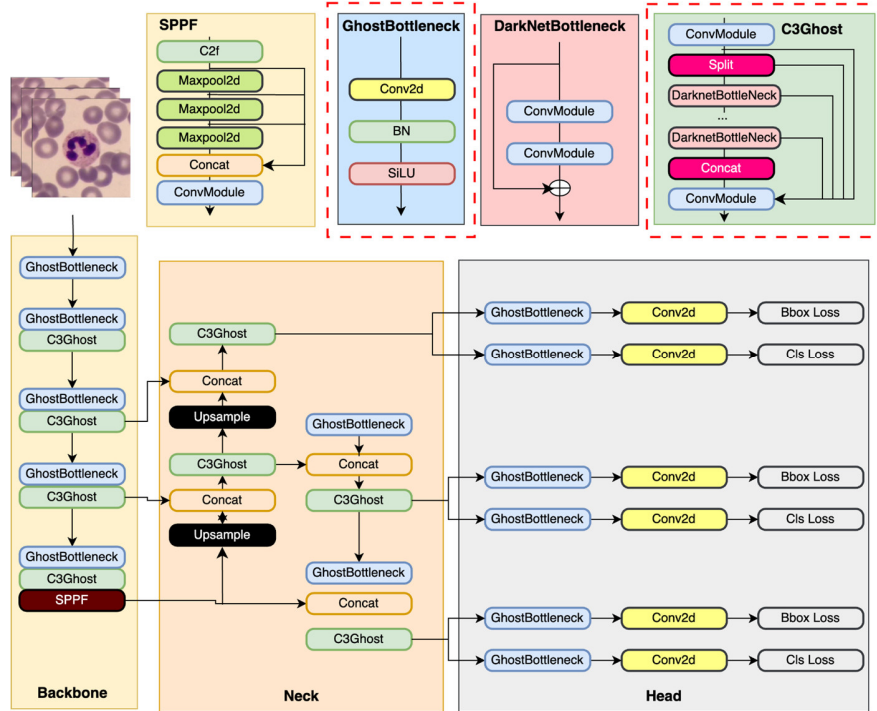 SPPF
C2f
Maxpool2d
Maxpool2d
Maxpool2d
Concat
ConvModule
GhostBottleneck
Conv2d
BN
SiLU
DarkNetBottleneck
ConvModule
ConvModule
C3Ghost
ConvModule
Split
DarknetBottleNeck
...
DarknetBottleNeck
Concat
ConvModule
GhostBottleneck
GhostBottleneck
C3Ghost
GhostBottleneck
C3Ghost
GhostBottleneck
C3Ghost
GhostBottleneck
C3Ghost
SPPF
Backbone
C3Ghost
Concat
Upsample
C3Ghost
Concat
Upsample
GhostBottleneck
Concat
C3Ghost
GhostBottleneck
Concat
C3Ghost
Neck
GhostBottleneck
Conv2d
Bbox Loss
GhostBottleneck
Conv2d
Cls Loss
GhostBottleneck
Conv2d
Bbox Loss
GhostBottleneck
Conv2d
Cls Loss
GhostBottleneck
Conv2d
Bbox Loss
GhostBottleneck
Conv2d
Cls Loss
Head